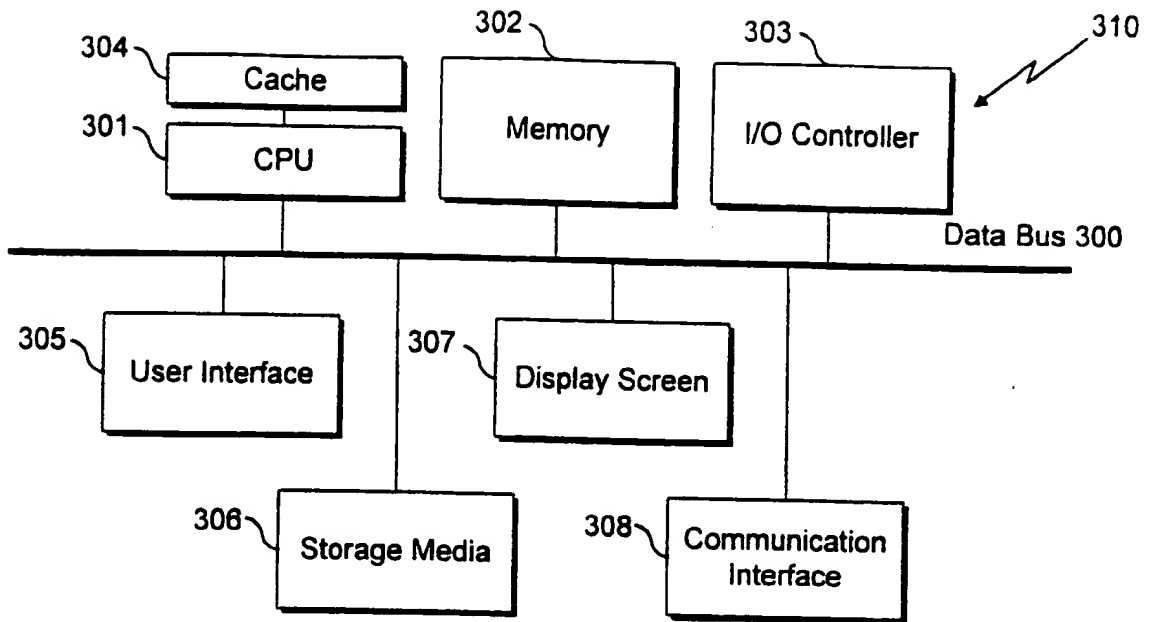 304
Cache
301
CPU
302
Memory
303
I/O Controller
310
Data Bus 300
305
User Interface
307
Display Screen
306
Storage Media
308
Communication
Interface